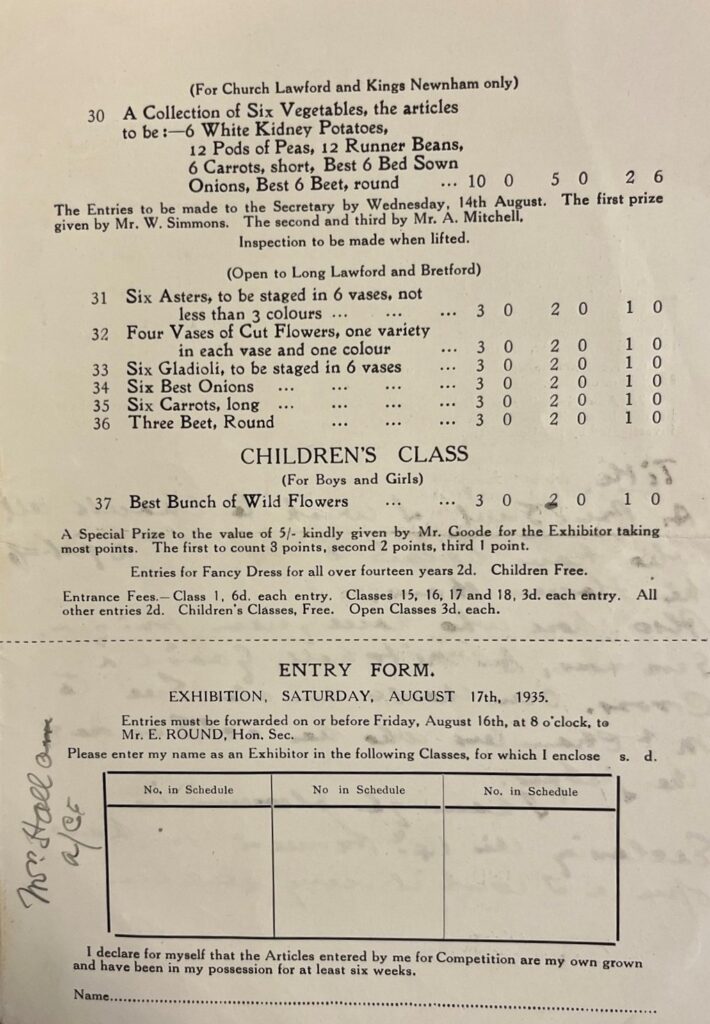 (For Church Lawford and Kings Newnham only)
30 A Collection of Six Vegetables, the articles
to be :—6 White Kidney Potatoes,
12 Pods of Peas, 12 Runner Beans,
6 Carrots, short, Best 6 Bed Sown
Onions, Best 6 Beet, round ... 10 0 5 0 2 6
The Entries to be made to the Secretary by Wednesday, 14th August. The first prize
given by Mr. W. Simmons. The second and third by Mr. A. Mitchell.
Inspection to be made when lifted.
(Open to Long Lawford and Bretford)
31 Six Asters, to be staged in 6 vases, not
less than 3 colours ... ... ... 3 0 2 0 1 0
32 Four Vases of Cut Flowers, one variety
in each vase and one colour ... 3 0 2 0 1 0
33 Six Gladioli, to be staged in 6 vases ... 3 0 2 0 1 0
34 Six Best Onions ... ... ... ... 3 0 2 0 1 0
35 Six Carrots, long ... ... ... ... 3 0 2 0 1 0
36 Three Beet, Round ... ... ... 3 0 2 0 1 0
CHILDREN'S CLASS
(For Boys and Girls)
37 Best Bunch of Wild Flowers ... ... 3 0 2 0 1 0
A Special Prize to the value of 5/- kindly given by Mr. Goode for the Exhibitor taking
most points. The first to count 3 points, second 2 points, third 1 point.
Entries for Fancy Dress for all over fourteen years 2d. Children Free.
Entrance Fees.—Class 1, 6d. each entry. Classes 15, 16, 17 and 18, 3d. each entry. All
other entries 2d. Children's Classes, Free. Open Classes 3d. each.
ENTRY FORM.
EXHIBITION, SATURDAY, AUGUST 17th, 1935.
Entries must be forwarded on or before Friday, August 16th, at 8 o'clock, to
Mr. E. ROUND, Hon. Sec.
Please enter my name as an Exhibitor in the following Classes, for which I enclose s. d.
No. in Schedule No in Schedule No. in Schedule
I declare for myself that the Articles entered by me for Competition are my own grown
and have been in my possession for at least six weeks.
Name